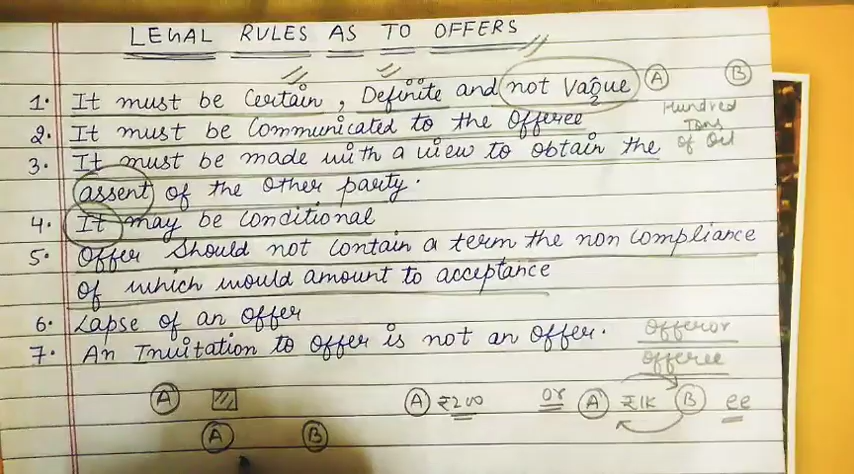 LEGAL RULES AS TO OFFERS
1. It must be Certain, Definite and not Vague A B
2. It must be Communicated to the Offeree Hundred Tons of Oil
3. It must be made with a view to obtain the
assent of the other party.
4. It may be conditional
5. Offer Should not contain a term the non compliance
of which would amount to acceptance
6. Lapse of an offer
7. An Invitation to offer is not an offer. Offeror
Offeree
A A ₹200 or A ₹1K B ee
A B